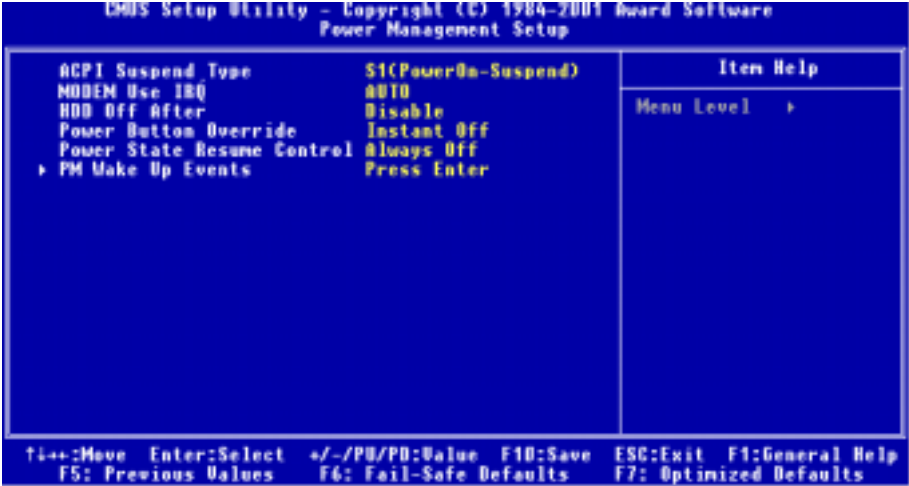 CMOS Setup Utility - Copyright (C) 1984-2001 Award Software
Power Management Setup
ACPI Suspend Type S1(PowerOn-Suspend)
MODEM Use IRQ AUTO
HDD Off After Disable
Power Button Override Instant Off
Power State Resume Control Always Off
▸ PM Wake Up Events Press Enter
Item Help
Menu Level ▸
↑↓→←:Move Enter:Select +/-/PU/PD:Value F10:Save ESC:Exit F1:General Help
F5: Previous Values F6: Fail-Safe Defaults F7: Optimized Defaults